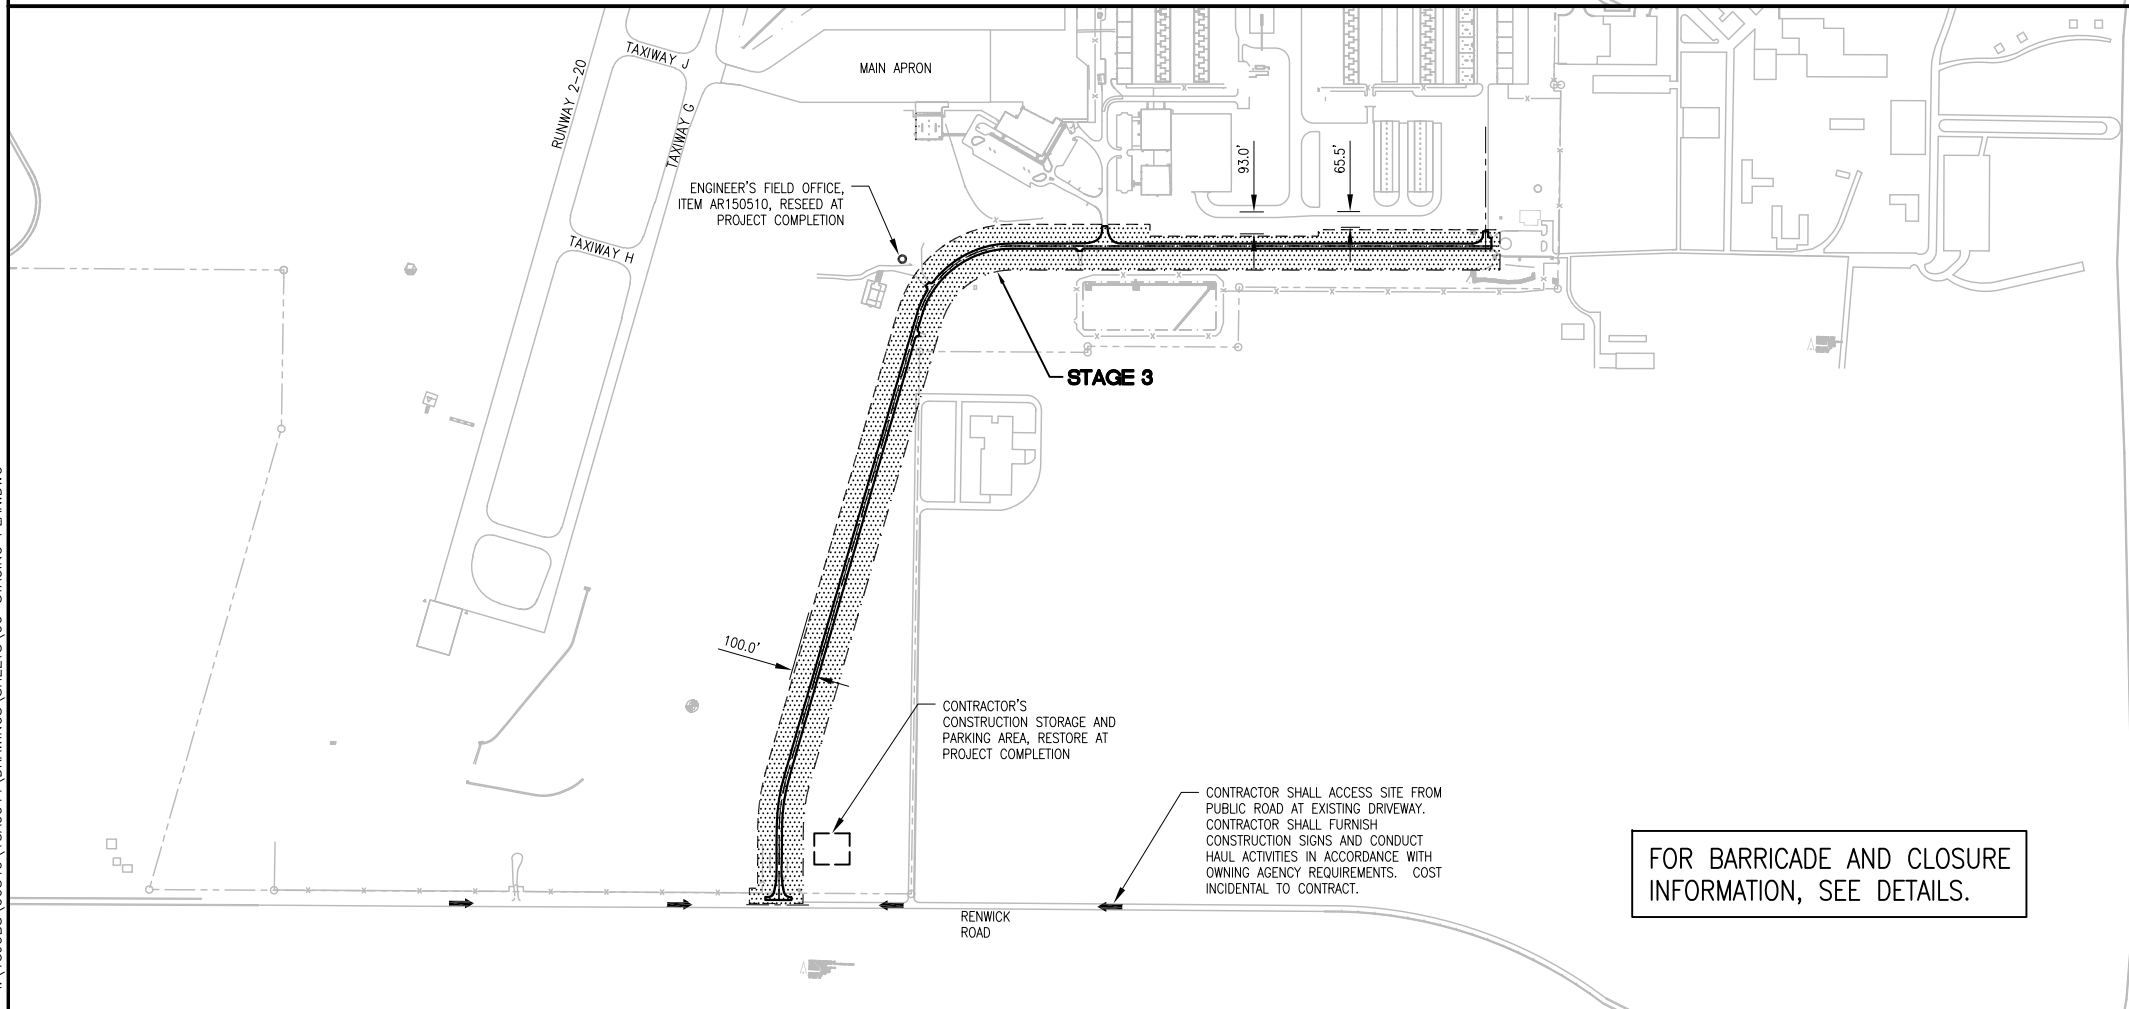 TAXIWAY J
MAIN APRON
RUNWAY 2-20
TAXIWAY G
93.0'
65.5'
ENGINEER'S FIELD OFFICE,
ITEM AR150510, RESEED AT
PROJECT COMPLETION
TAXIWAY H
STAGE 3
100.0'
CONTRACTOR'S
CONSTRUCTION STORAGE AND
PARKING AREA, RESTORE AT
PROJECT COMPLETION
CONTRACTOR SHALL ACCESS SITE FROM
PUBLIC ROAD AT EXISTING DRIVEWAY.
CONTRACTOR SHALL FURNISH
CONSTRUCTION SIGNS AND CONDUCT
HAUL ACTIVITIES IN ACCORDANCE WITH
OWNING AGENCY REQUIREMENTS. COST
INCIDENTAL TO CONTRACT.
FOR BARRICADE AND CLOSURE
INFORMATION, SEE DETAILS.
RENWICK
ROAD